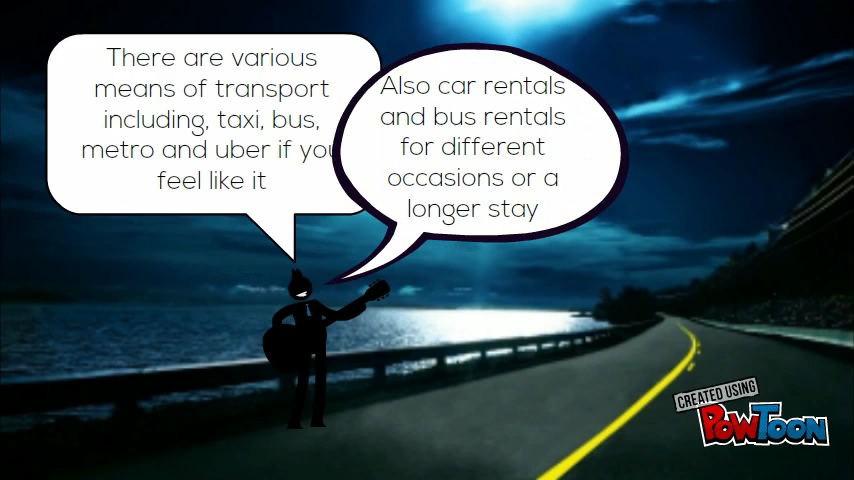 There are various
means of transport
including, taxi, bus,
metro and uber if you
feel like it
Also car rentals
and bus rentals
for different
occasions or a
longer stay
CREATED USING
POWTOON